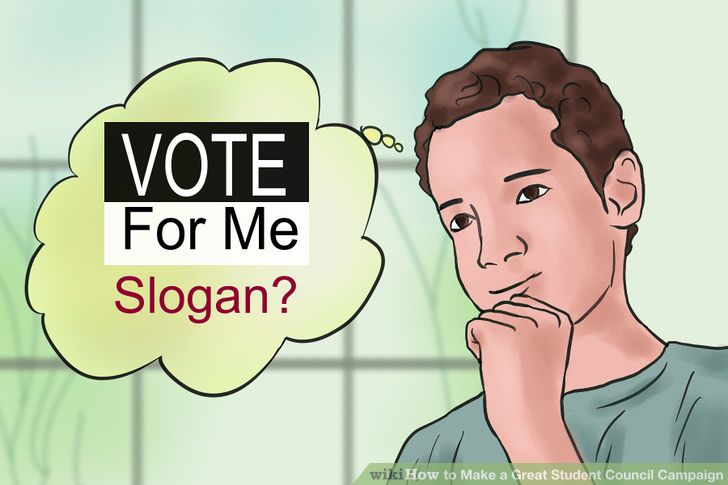 VOTE
For Me
Slogan?
wikiHow to Make a Great Student Council Campaign